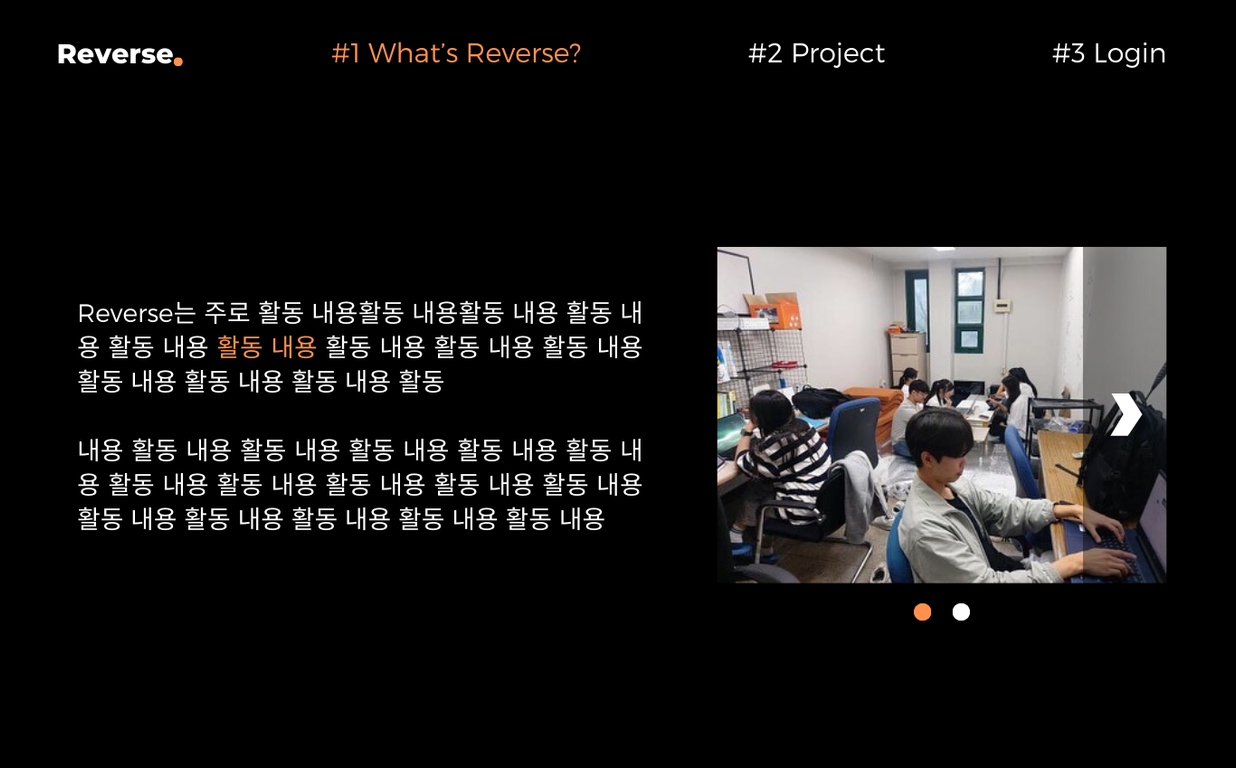 Reverse.
#1 What's Reverse?
#2 Project
#3 Login
Reverse는 주로 활동 내용활동 내용활동 내용 활동 내
용 활동 내용 활동 내용 활동 내용 활동 내용 활동 내용
활동 내용 활동 내용 활동 내용 활동
내용 활동 내용 활동 내용 활동 내용 활동 내용 활동 내
용 활동 내용 활동 내용 활동 내용 활동 내용 활동 내용
활동 내용 활동 내용 활동 내용 활동 내용 활동 내용